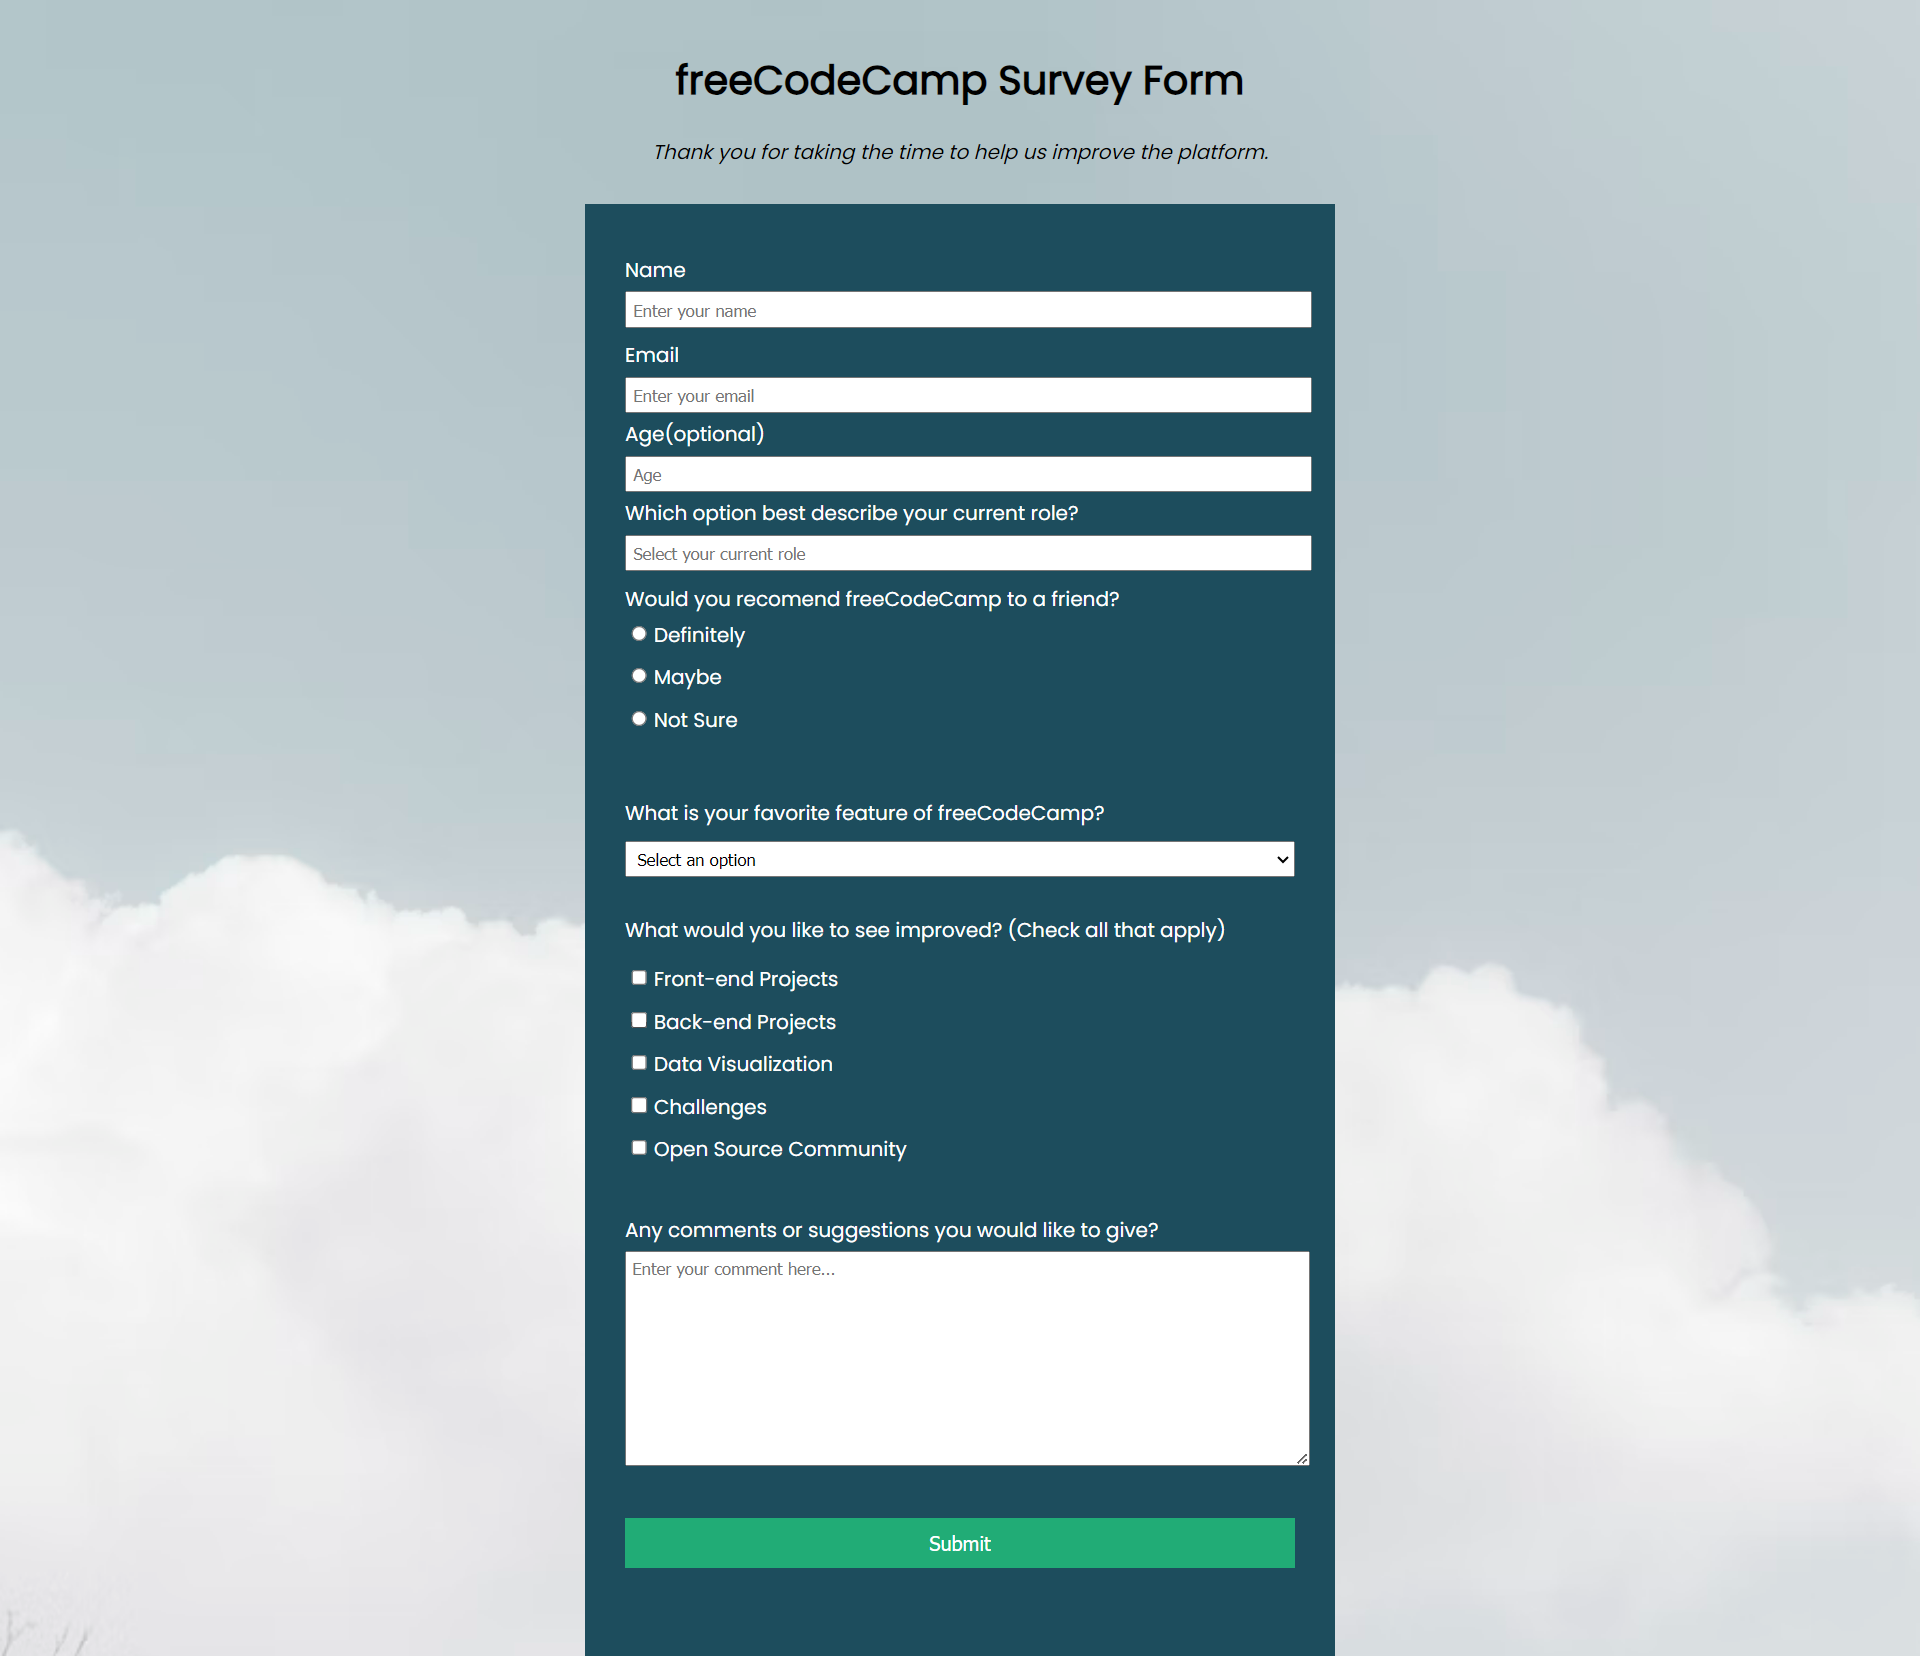 freeCodeCamp Survey Form
Thank you for taking the time to help us improve the platform.
Name
Enter your name
Email
Enter your email
Age(optional)
Age
Which option best describe your current role?
Select your current role
Would you recomend freeCodeCamp to a friend?
Definitely
Maybe
Not Sure
What is your favorite feature of freeCodeCamp?
Select an option
What would you like to see improved? (Check all that apply)
Front-end Projects
Back-end Projects
Data Visualization
Challenges
Open Source Community
Any comments or suggestions you would like to give?
Enter your comment here...
Submit